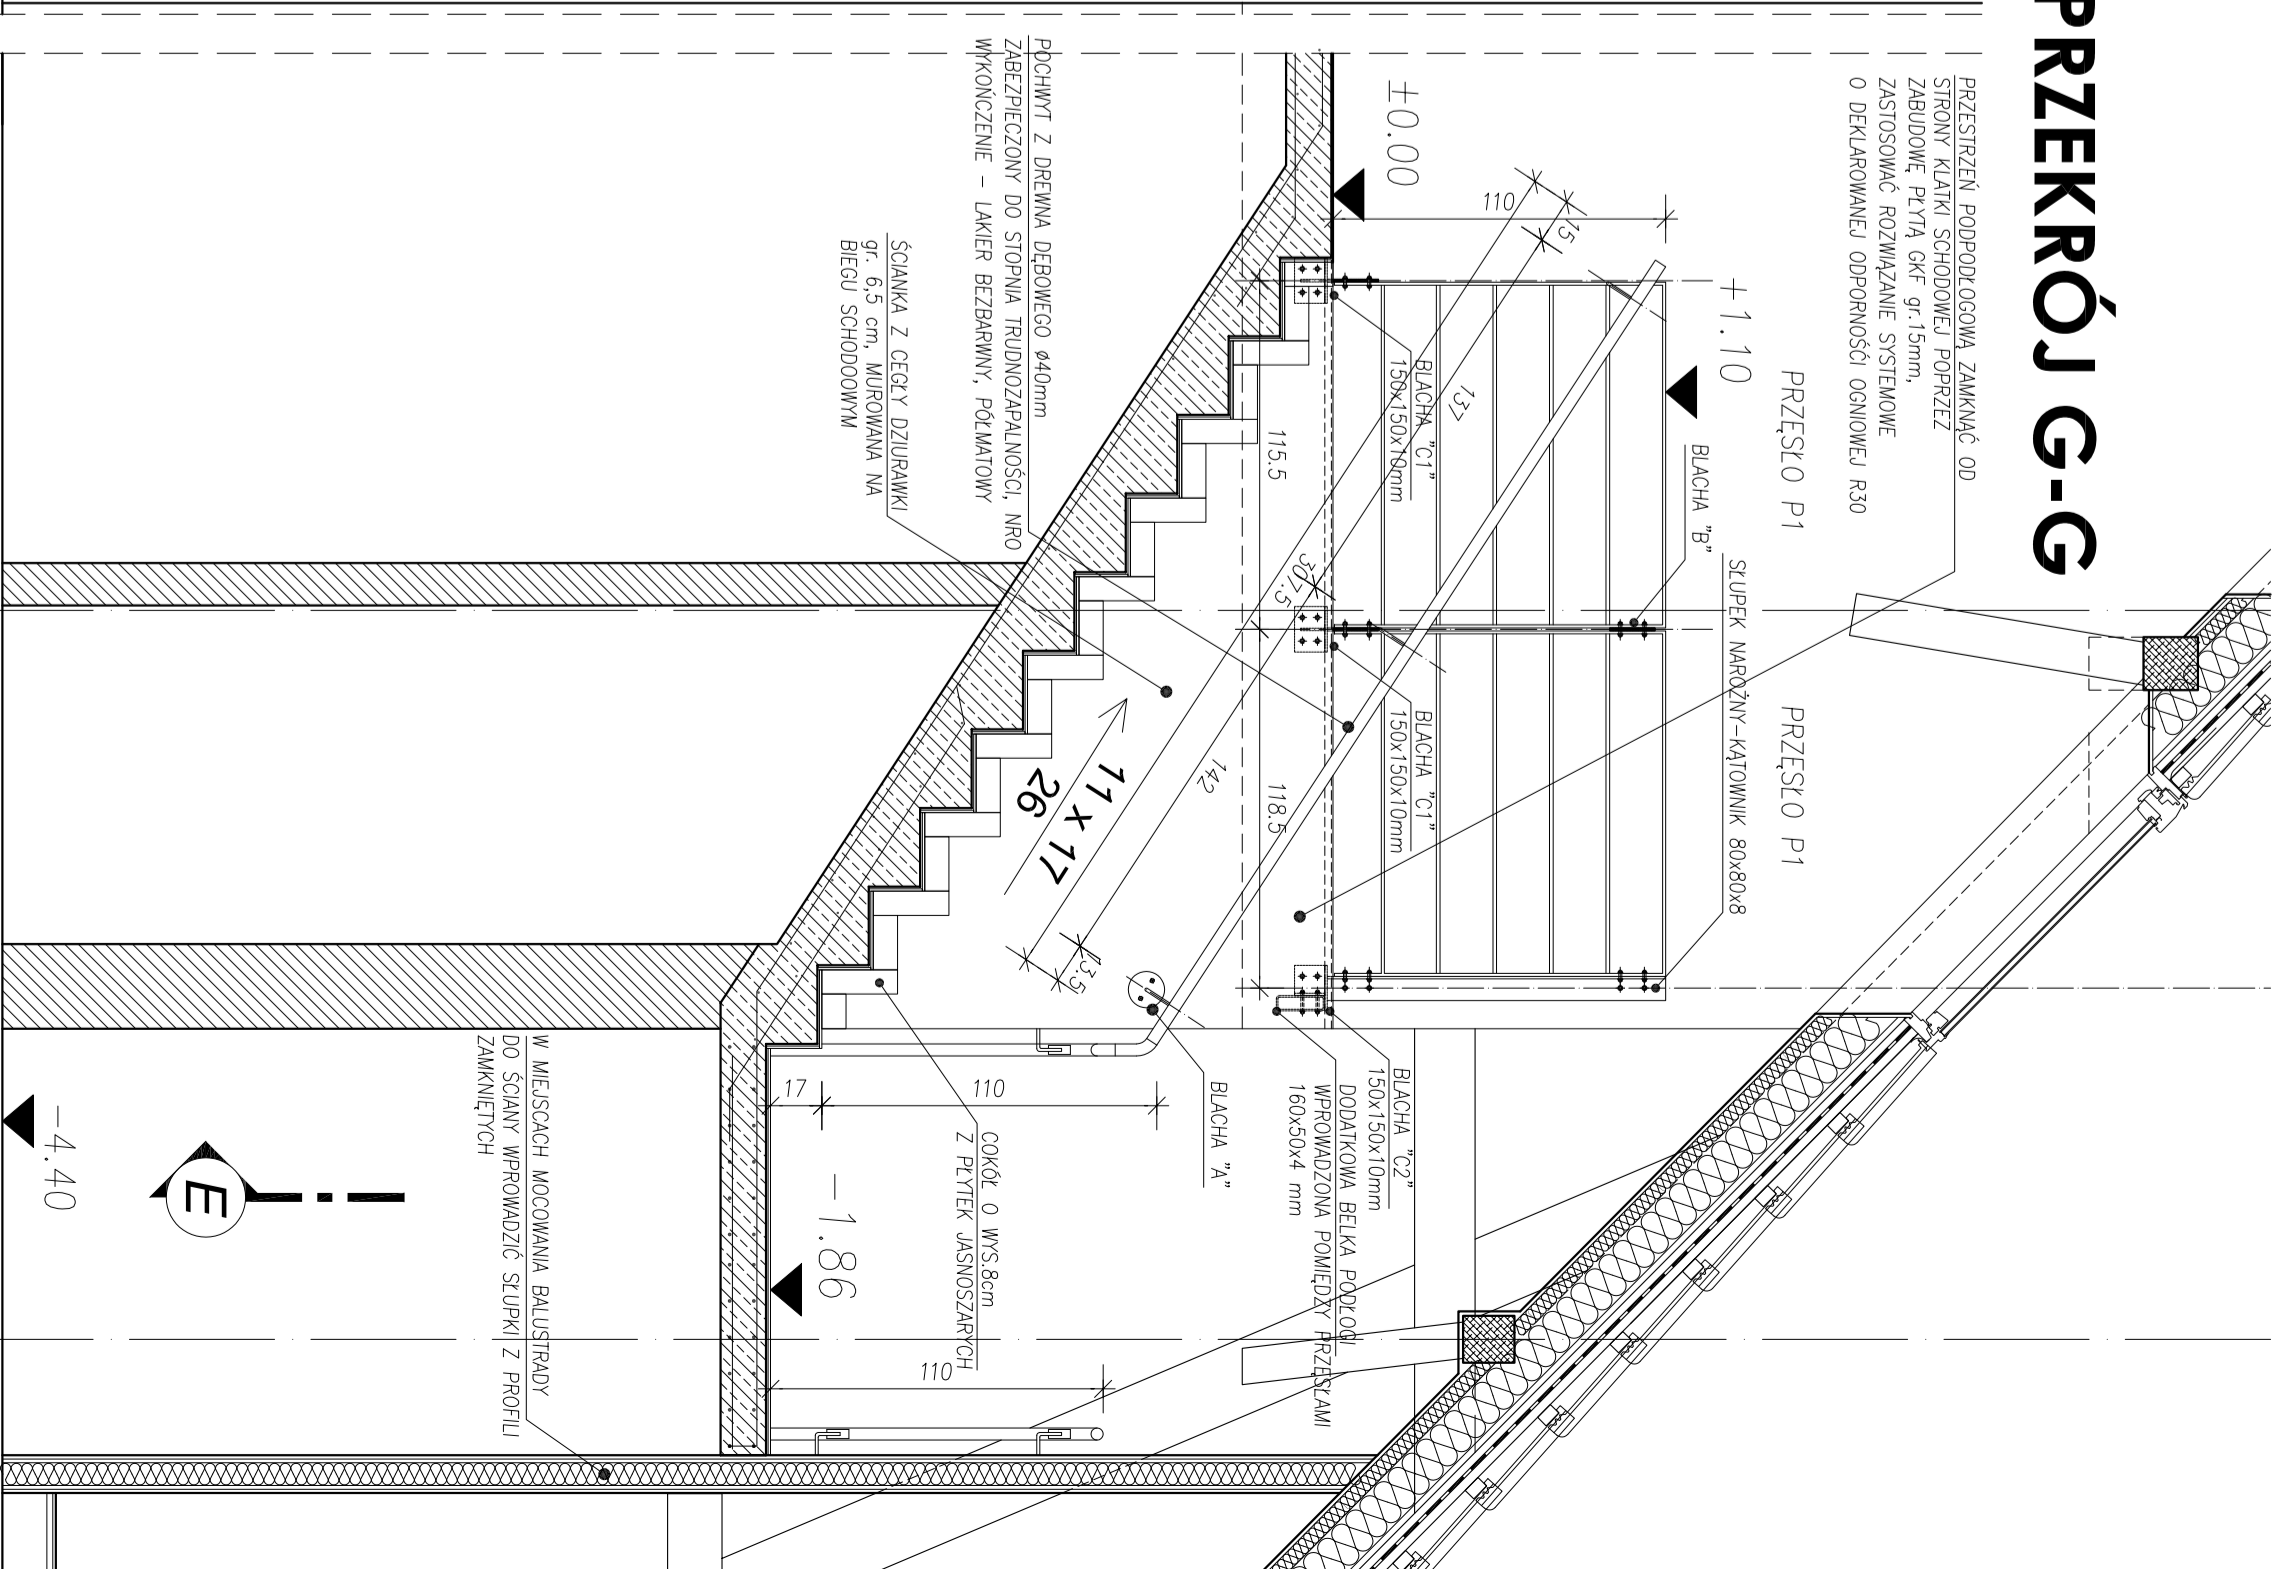 PRZEKRÓJ G-G
PRZESTRZEŃ PODPODŁOGOWĄ ZAMKNĄĆ OD
STRONY KLATKI SCHODOWEJ POPRZEZ
ZABUDOWĘ PŁYTĄ GKF gr.15mm,
ZASTOSOWAĆ ROZWIĄZANIE SYSTEMOWE
O DEKLAROWANEJ ODPORNOŚCI OGNIOWEJ R30
PRZĘSŁO P1
PRZĘSŁO P1
+1.10
BLACHA "B"
SŁUPEK NAROŻNY-KĄTOWNIK 80x80x8
±0.00
110
15
137
BLACHA "C1"
150x150x10mm
BLACHA "C1"
150x150x10mm
115.5
307.5
118.5
142
13.5
11 x 17
26
POCHWYT Z DREWNA DĘBOWEGO ø40mm
ZABEZPIECZONY DO STOPNIA TRUDNOZAPALNOŚCI, NRO
WYKOŃCZENIE - LAKIER BEZBARWNY, PÓŁMATOWY
ŚCIANKA Z CEGŁY DZIURAWKI
gr. 6,5 cm, MUROWANA NA
BIEGU SCHODOOWYM
BLACHA "C2"
150x150x10mm
DODATKOWA BELKA PODŁOGI
WPROWADZONA POMIĘDZY PRZĘSŁAMI
160x50x4 mm
BLACHA "A"
110
17
COKÓŁ O WYS.8cm
Z PŁYTEK JASNOSZARYCH
-1.86
110
W MIEJSCACH MOCOWANIA BALUSTRADY
DO ŚCIANY WPROWADZIĆ SŁUPKI Z PROFILI
ZAMKNIĘTYCH
E
-4.40